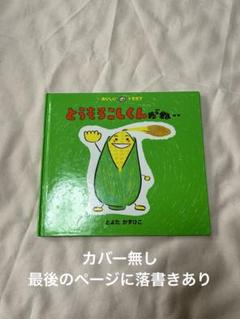 とうもろこしくんがね‥
とよた かずひこ
カバー無し
最後のページに落書きあり